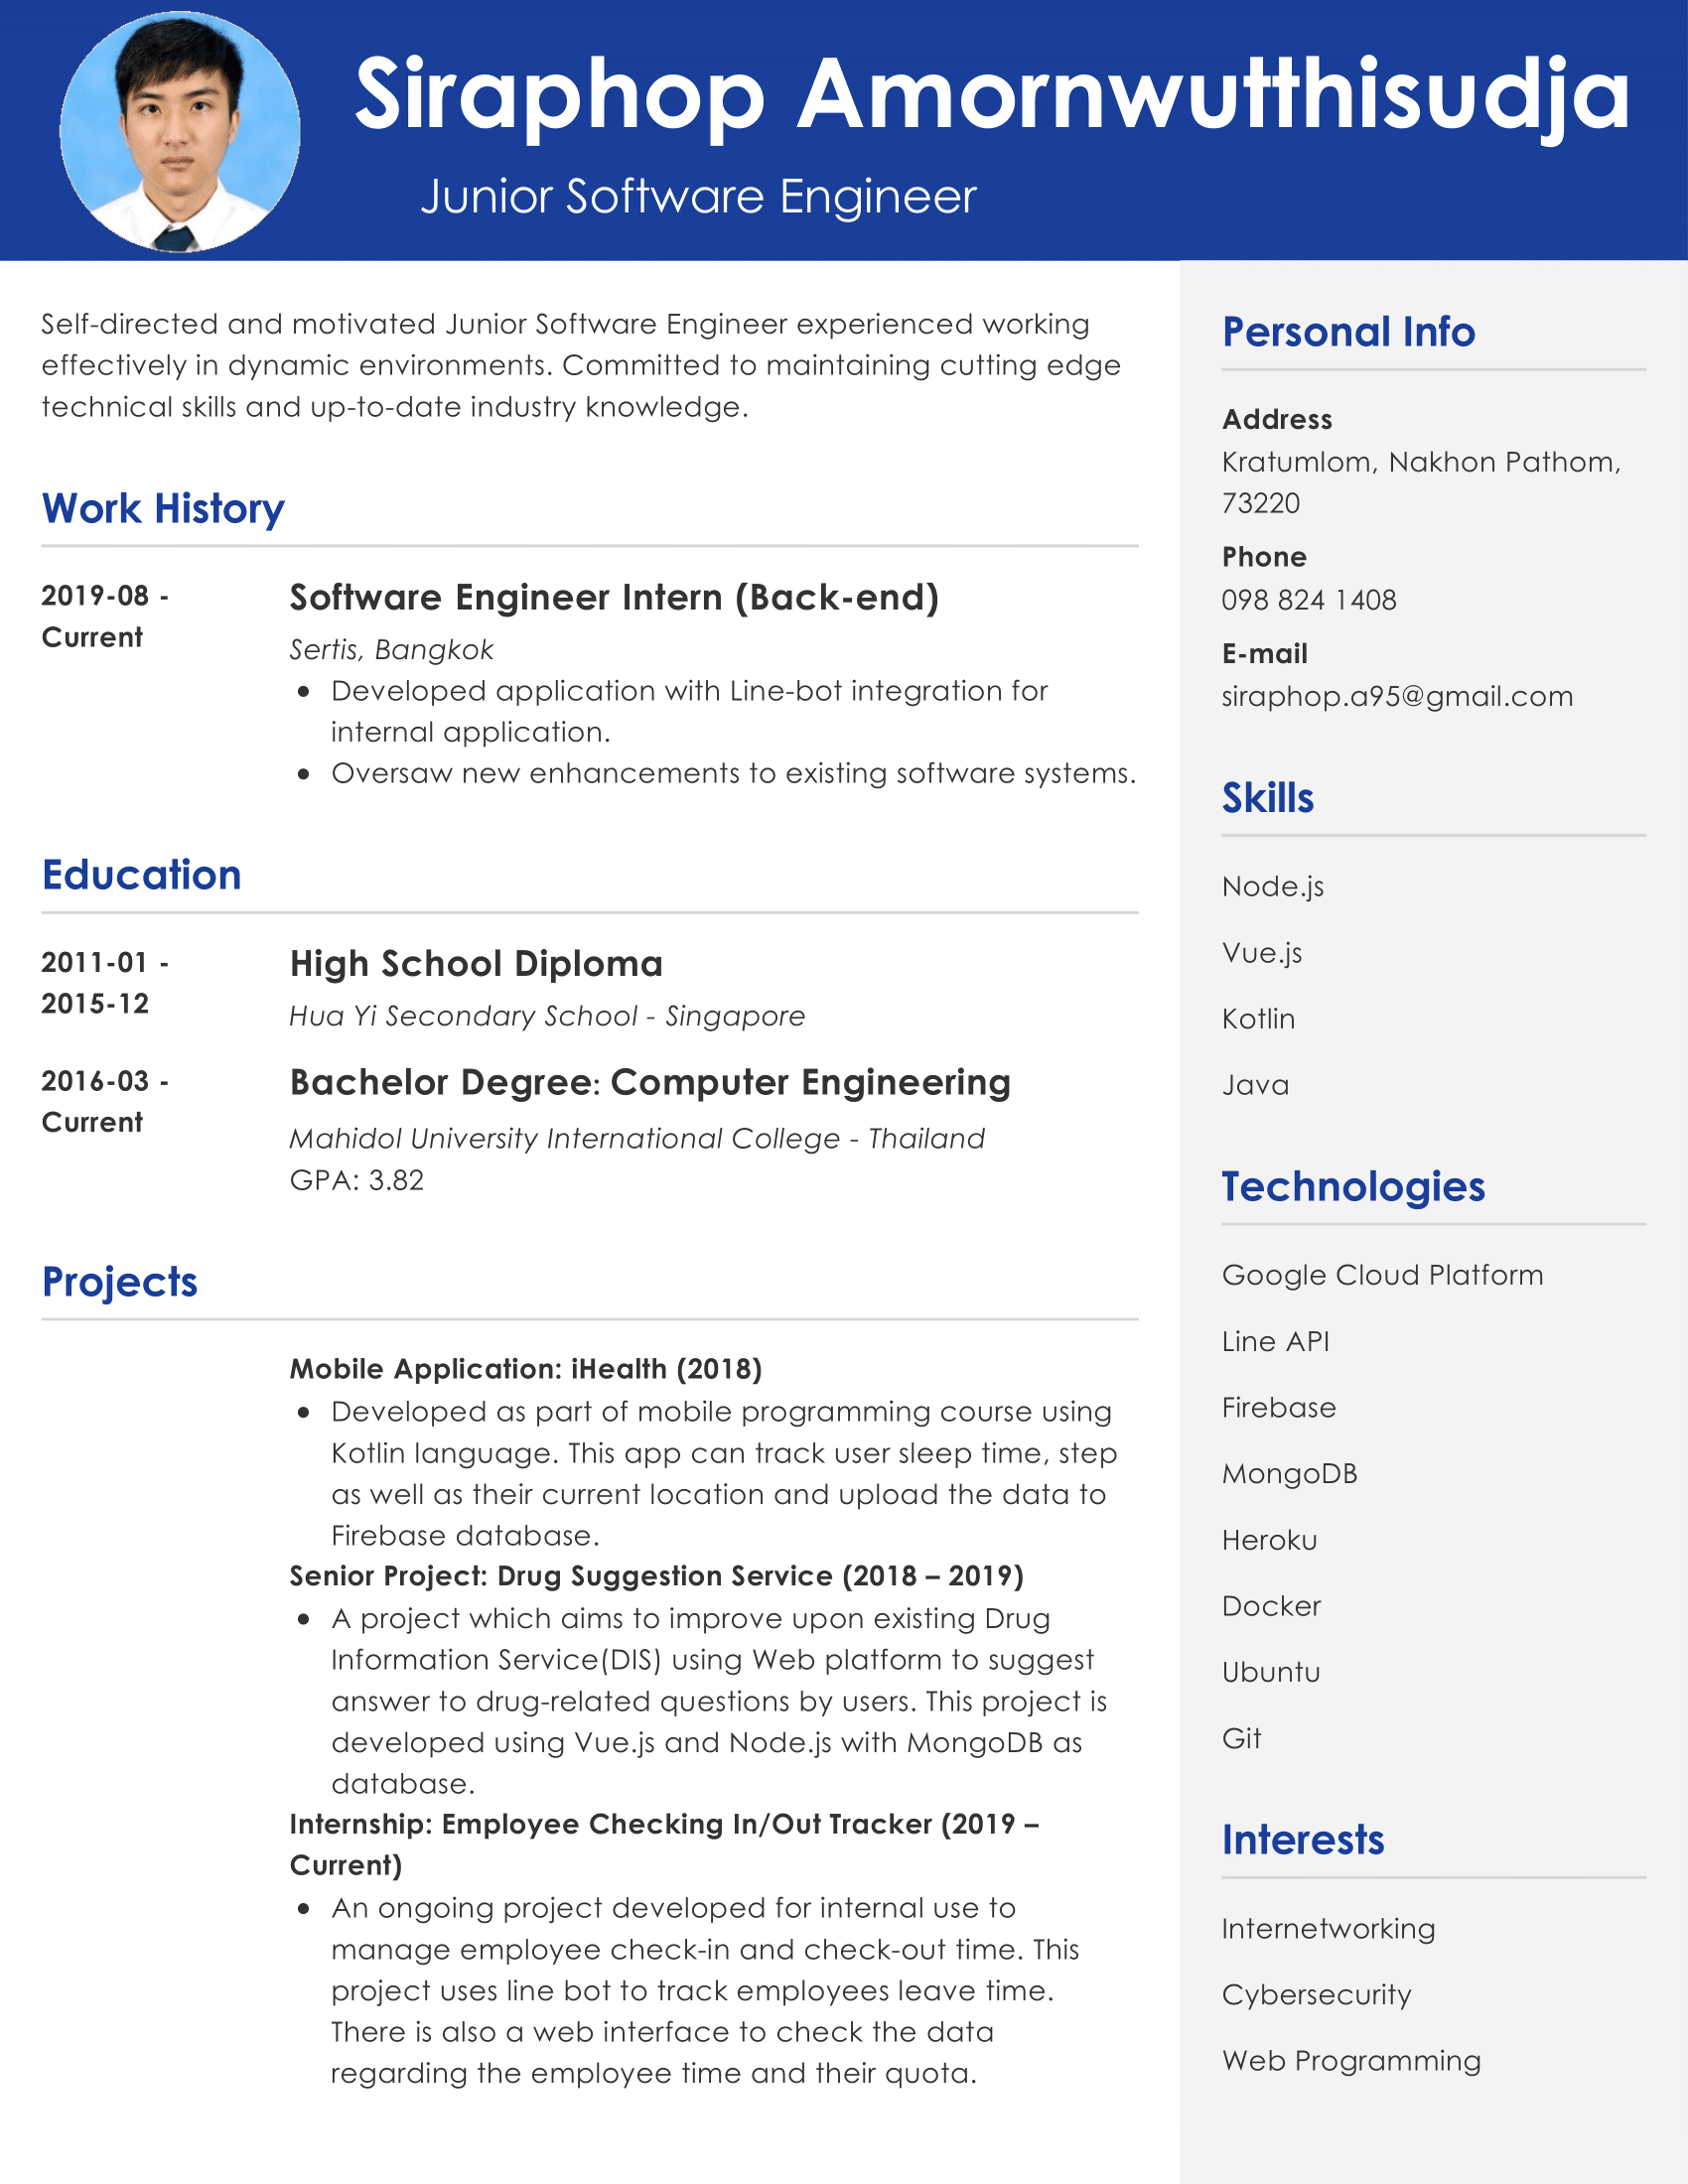 Siraphop Amornwutthisudja
Junior Software Engineer
Self-directed and motivated Junior Software Engineer experienced working
effectively in dynamic environments. Committed to maintaining cutting edge
technical skills and up-to-date industry knowledge.
Work History
2019-08 -
Current
Software Engineer Intern (Back-end)
Sertis, Bangkok
• Developed application with Line-bot integration for
internal application.
• Oversaw new enhancements to existing software systems.
Education
2011-01 -
2015-12
High School Diploma
Hua Yi Secondary School - Singapore
2016-03 -
Current
Bachelor Degree: Computer Engineering
Mahidol University International College - Thailand
GPA: 3.82
Projects
Mobile Application: iHealth (2018)
• Developed as part of mobile programming course using
Kotlin language. This app can track user sleep time, step
as well as their current location and upload the data to
Firebase database.
Senior Project: Drug Suggestion Service (2018 – 2019)
• A project which aims to improve upon existing Drug
Information Service(DIS) using Web platform to suggest
answer to drug-related questions by users. This project is
developed using Vue.js and Node.js with MongoDB as
database.
Internship: Employee Checking In/Out Tracker (2019 –
Current)
• An ongoing project developed for internal use to
manage employee check-in and check-out time. This
project uses line bot to track employees leave time.
There is also a web interface to check the data
regarding the employee time and their quota.
Personal Info
Address
Kratumlom, Nakhon Pathom,
73220
Phone
098 824 1408
E-mail
siraphop.a95@gmail.com
Skills
Node.js
Vue.js
Kotlin
Java
Technologies
Google Cloud Platform
Line API
Firebase
MongoDB
Heroku
Docker
Ubuntu
Git
Interests
Internetworking
Cybersecurity
Web Programming